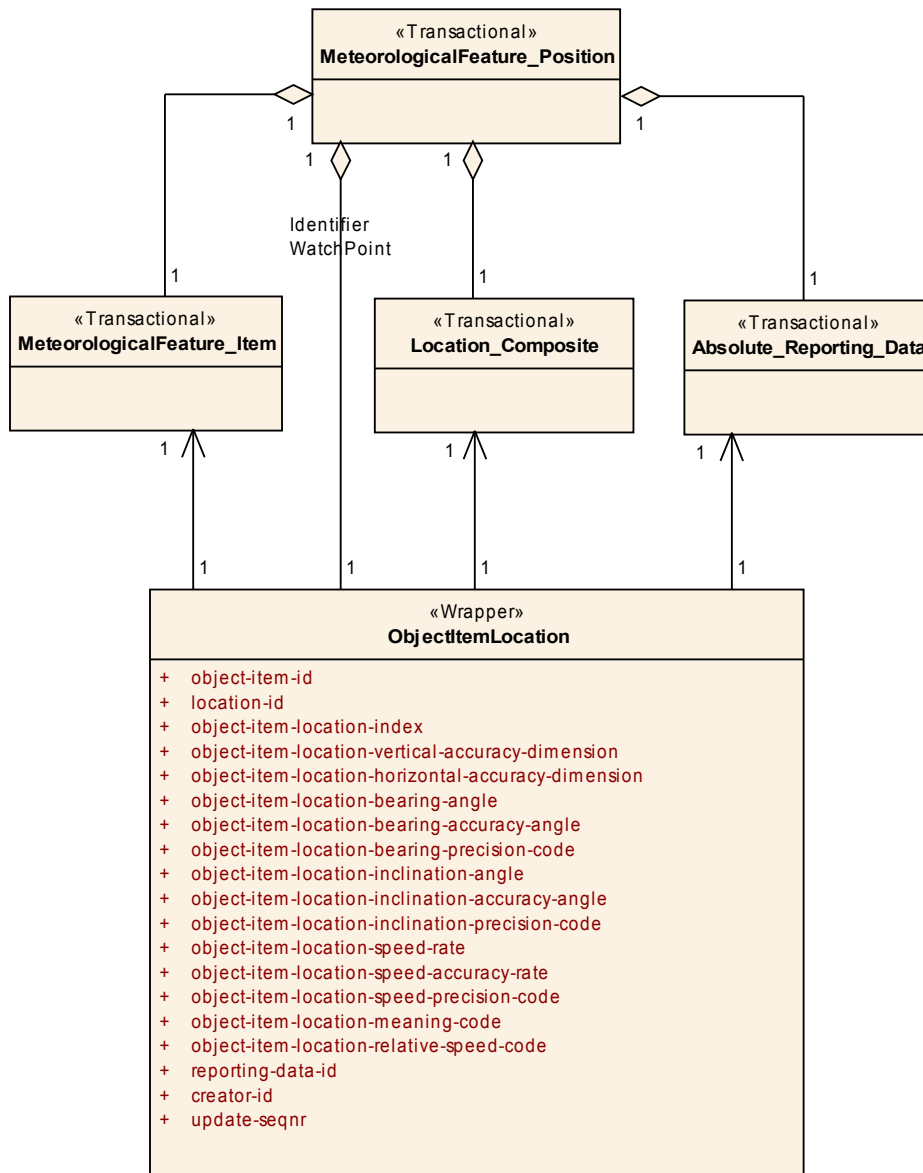 «Transactional»
MeteorologicalFeature_Position
1
1
1
1
Identifier
WatchPoint
1
1
1
«Transactional»
MeteorologicalFeature_Item
«Transactional»
Location_Composite
«Transactional»
Absolute_Reporting_Data
1
1
1
1
1
1
1
«Wrapper»
ObjectItemLocation
+ object-item-id
+ location-id
+ object-item-location-index
+ object-item-location-vertical-accuracy-dimension
+ object-item-location-horizontal-accuracy-dimension
+ object-item-location-bearing-angle
+ object-item-location-bearing-accuracy-angle
+ object-item-location-bearing-precision-code
+ object-item-location-inclination-angle
+ object-item-location-inclination-accuracy-angle
+ object-item-location-inclination-precision-code
+ object-item-location-speed-rate
+ object-item-location-speed-accuracy-rate
+ object-item-location-speed-precision-code
+ object-item-location-meaning-code
+ object-item-location-relative-speed-code
+ reporting-data-id
+ creator-id
+ update-seqnr